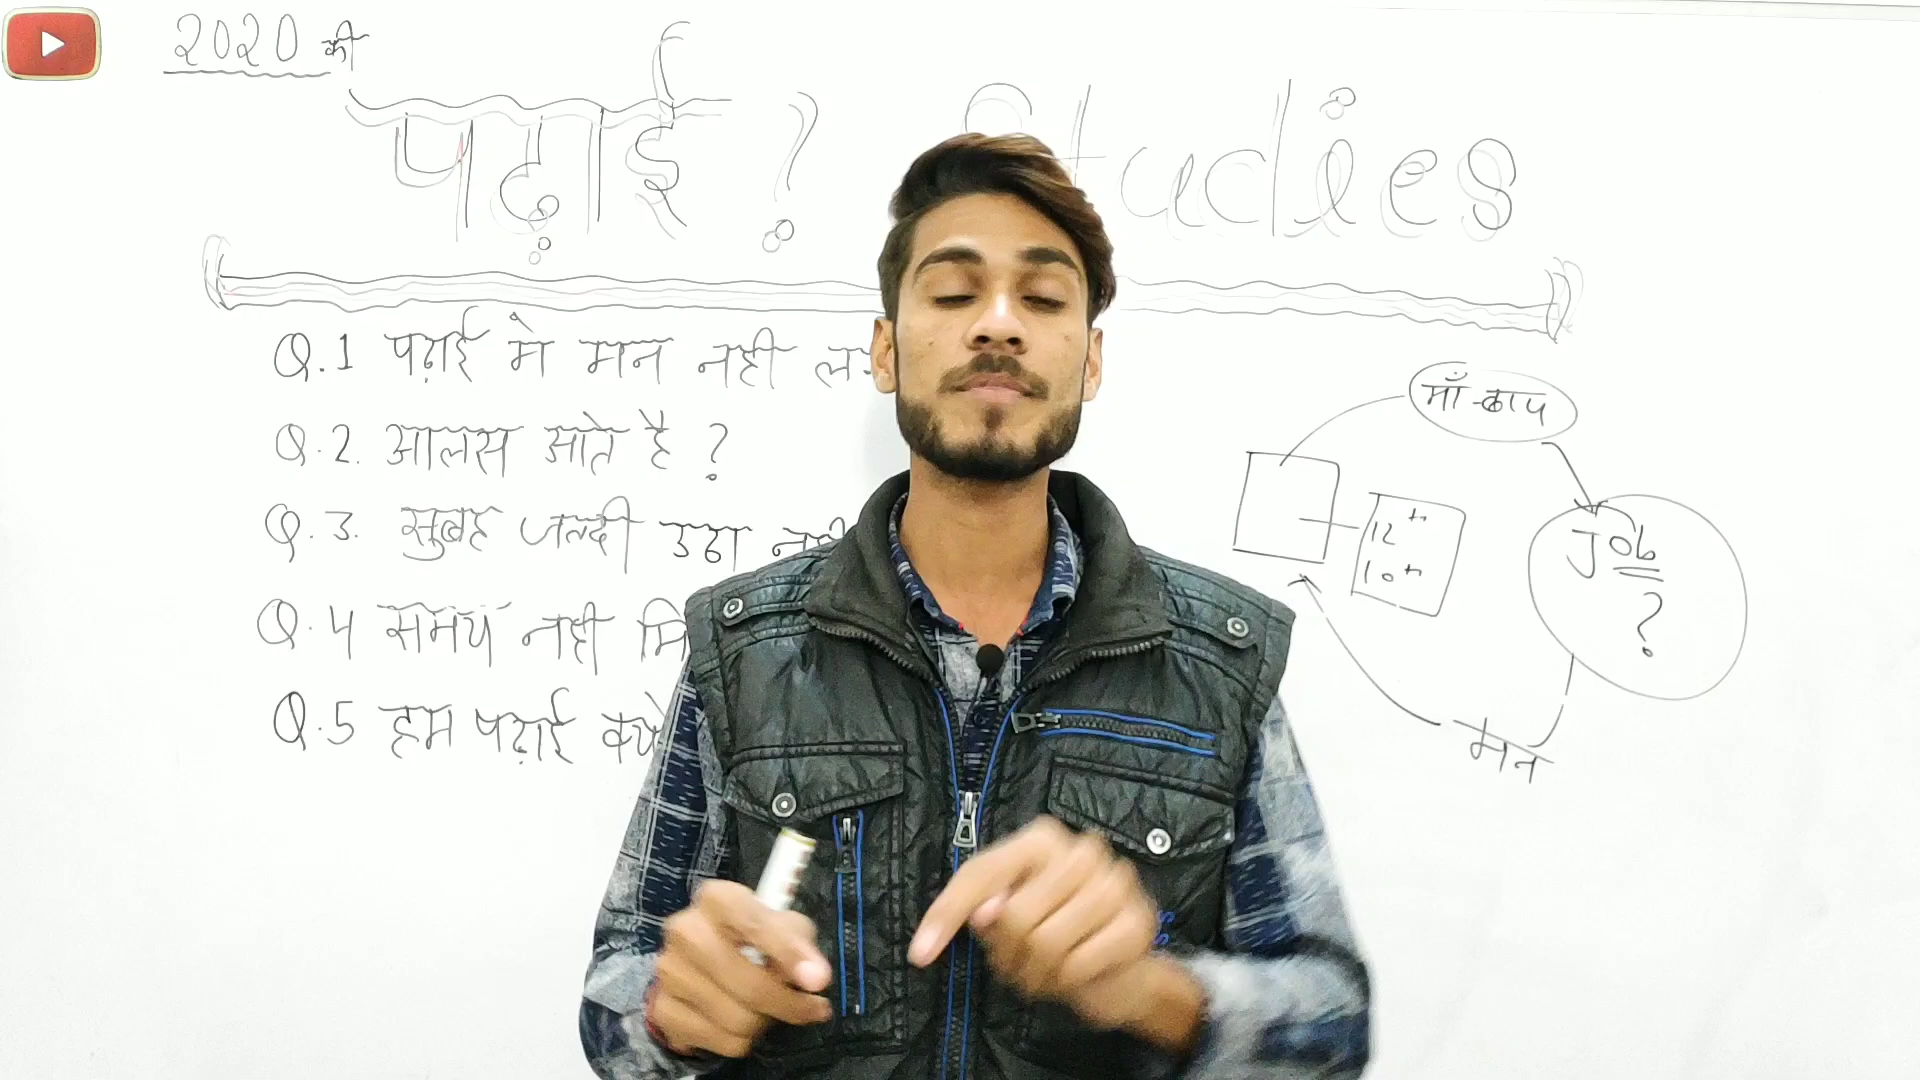 2020 की
पढ़ाई ? Studies
Q.1 पढ़ाई मे मन नही
Q.2. आलस आते है ?
Q.3. सुबह जल्दी उठा नही
Q.4 समय नही मि
Q.5 हम पढ़ाई क्यो
माँ-बाप
12th
10th
Job
?
मन